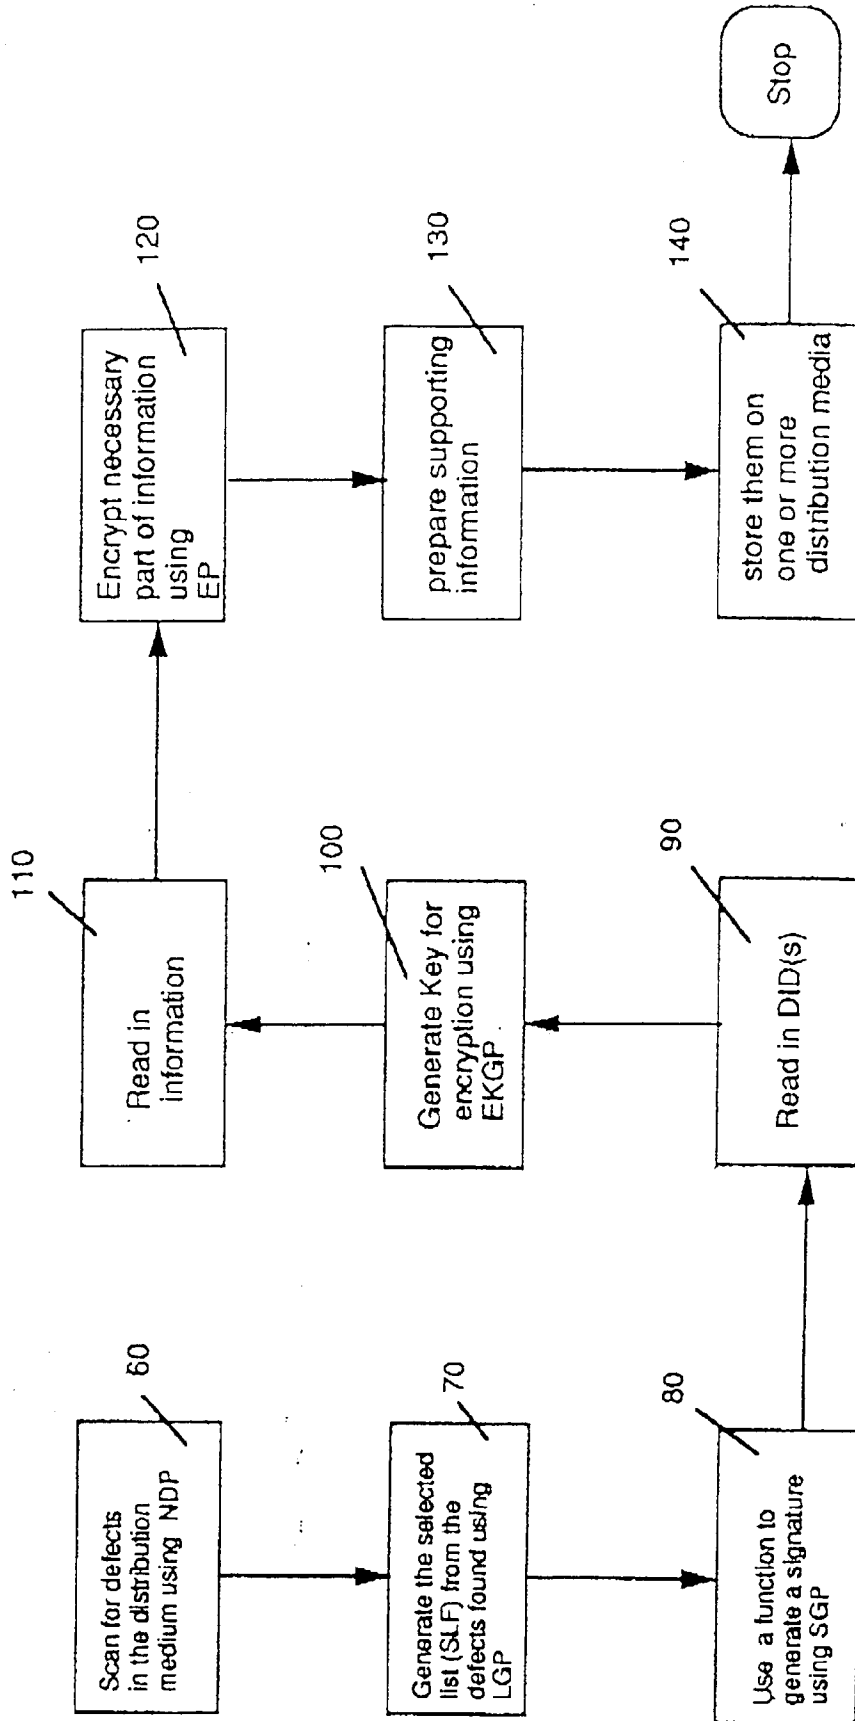 60
Scan for defects
in the distribution
medium using NDP
70
Generate the selected
list (SLF) from the
defects found using
LGP
80
Use a function to
generate a signature
using SGP
90
Read in DID(s)
100
Generate Key for
encryption using
EKGP
110
Read in
information
120
Encrypt necessary
part of information
using
EP
130
prepare supporting
information
140
store them on
one or more
distribution media
Stop